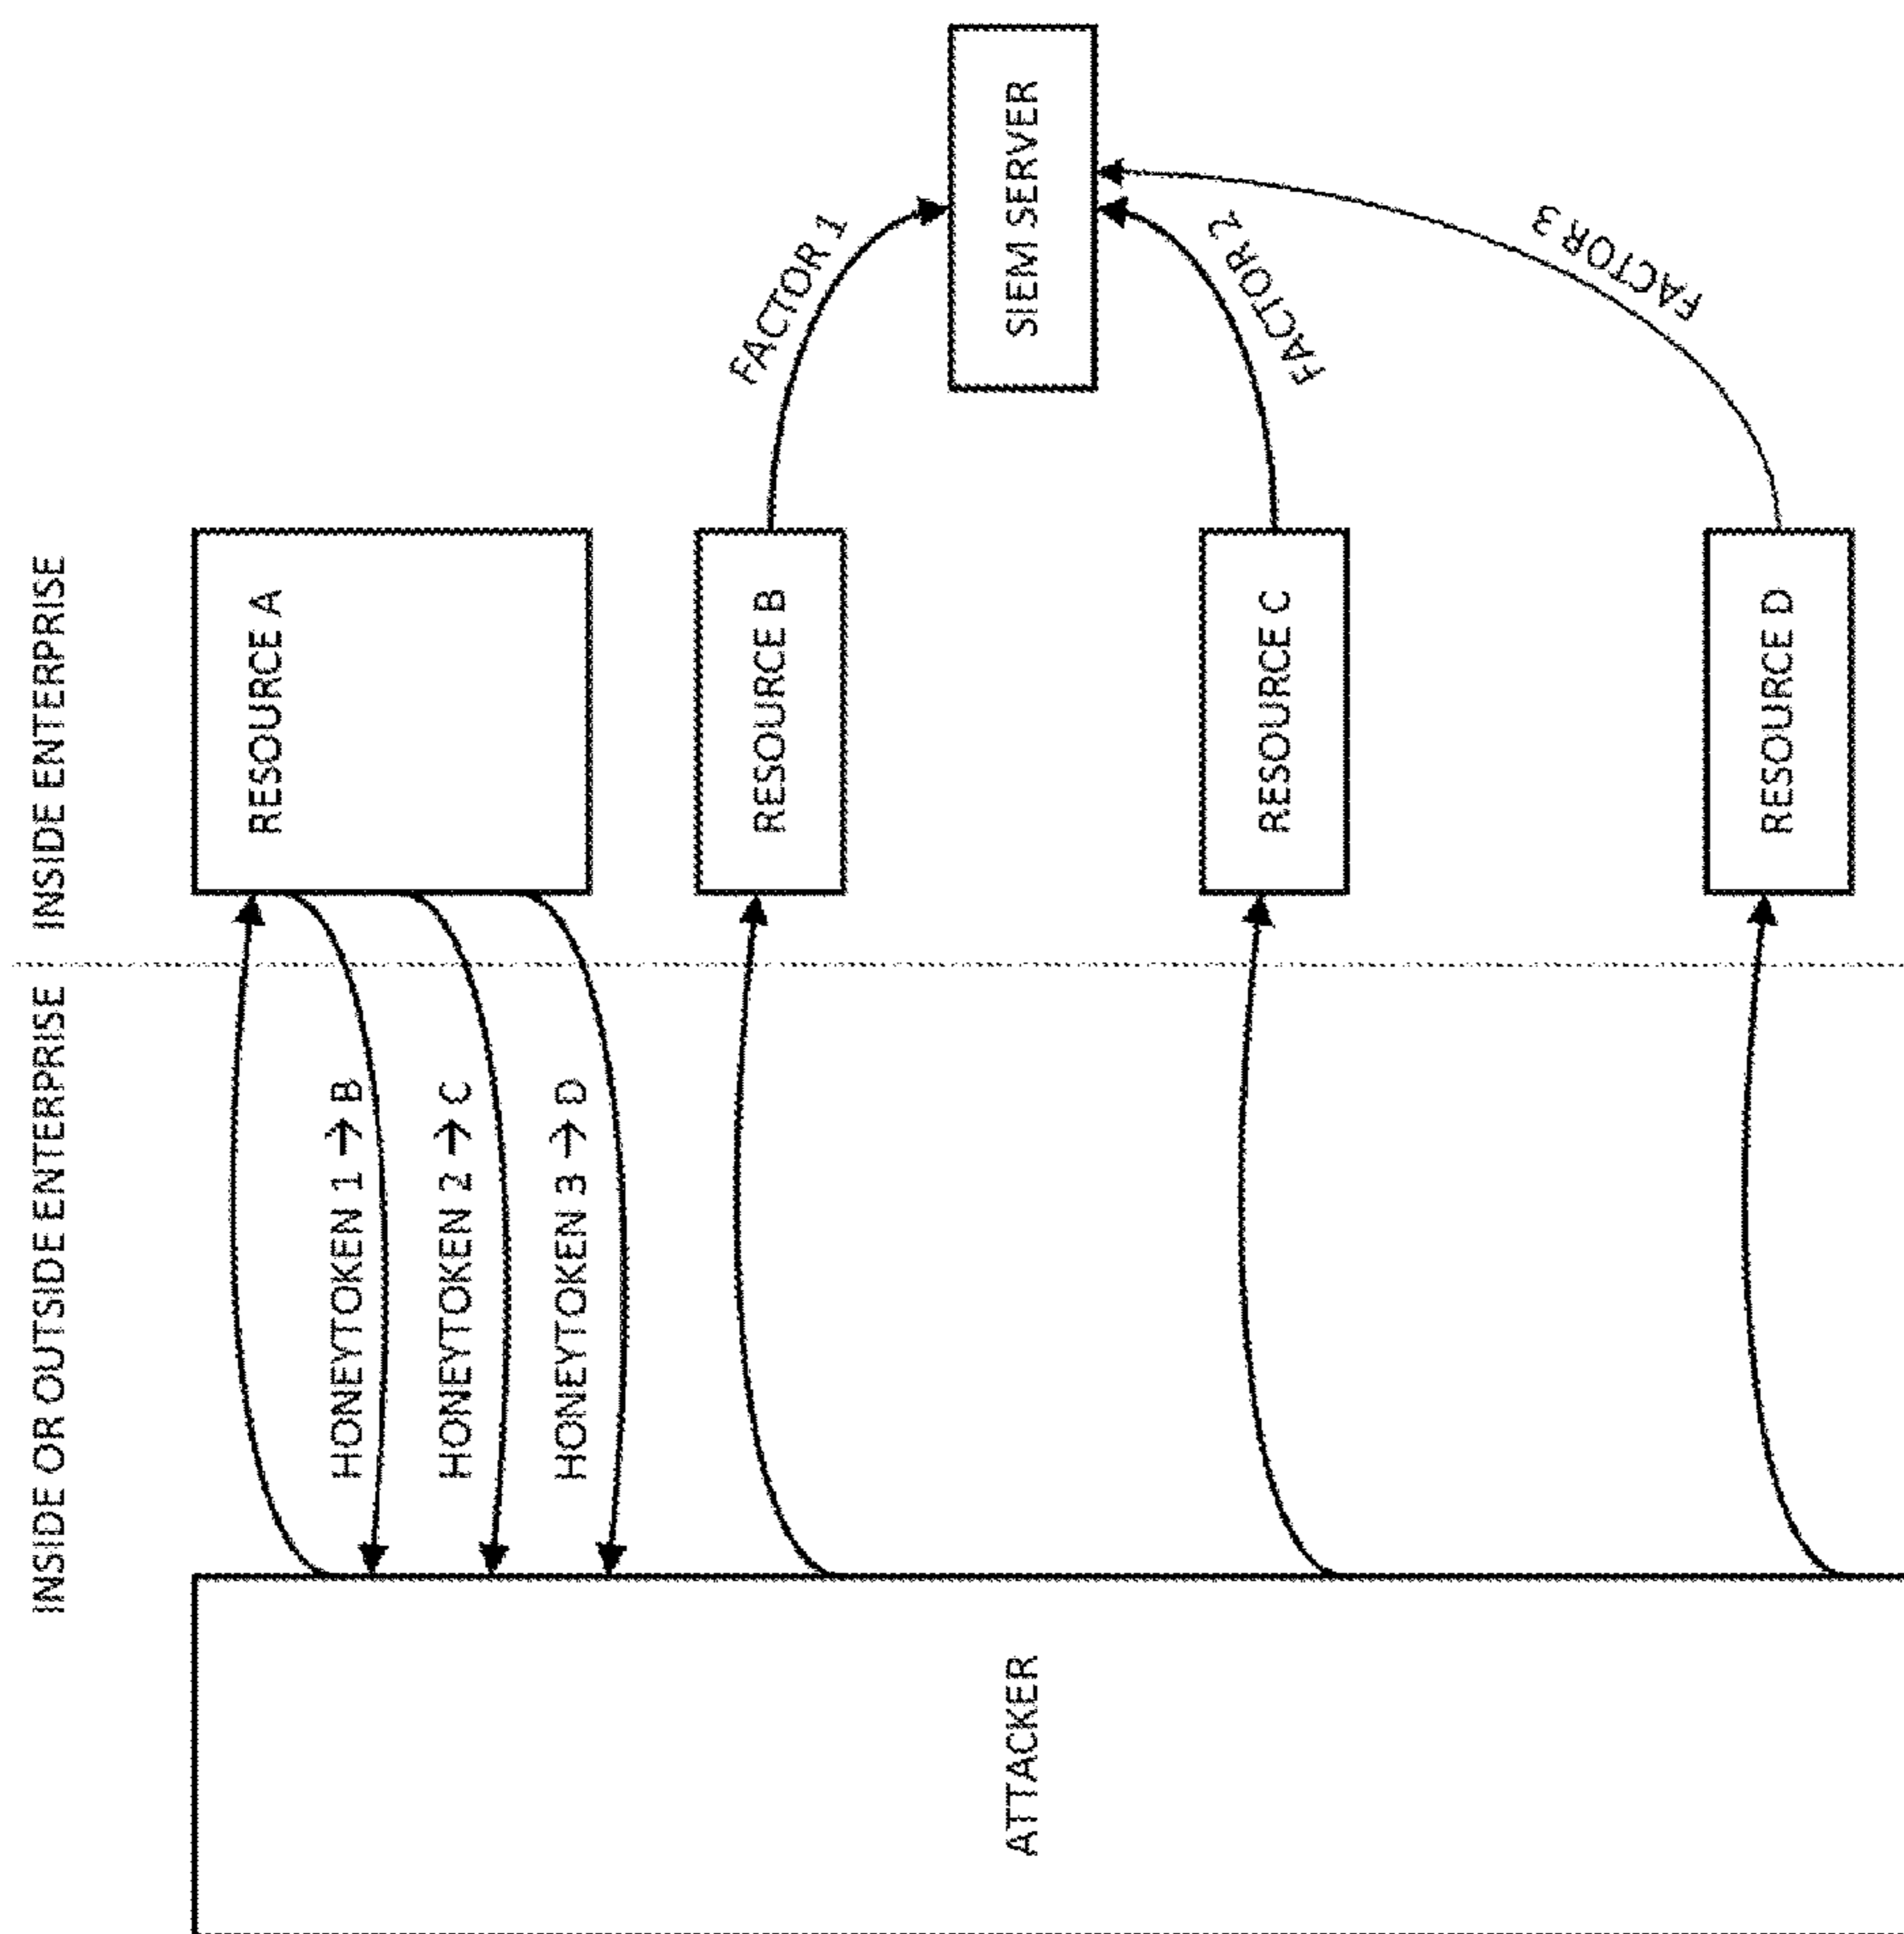 INSIDE OR OUTSIDE ENTERPRISE
INSIDE ENTERPRISE
ATTACKER
HONEYTOKEN 1 → B
HONEYTOKEN 2 → C
HONEYTOKEN 3 → D
RESOURCE A
RESOURCE B
RESOURCE C
RESOURCE D
FACTOR 1
FACTOR 2
FACTOR 3
SIEM SERVER